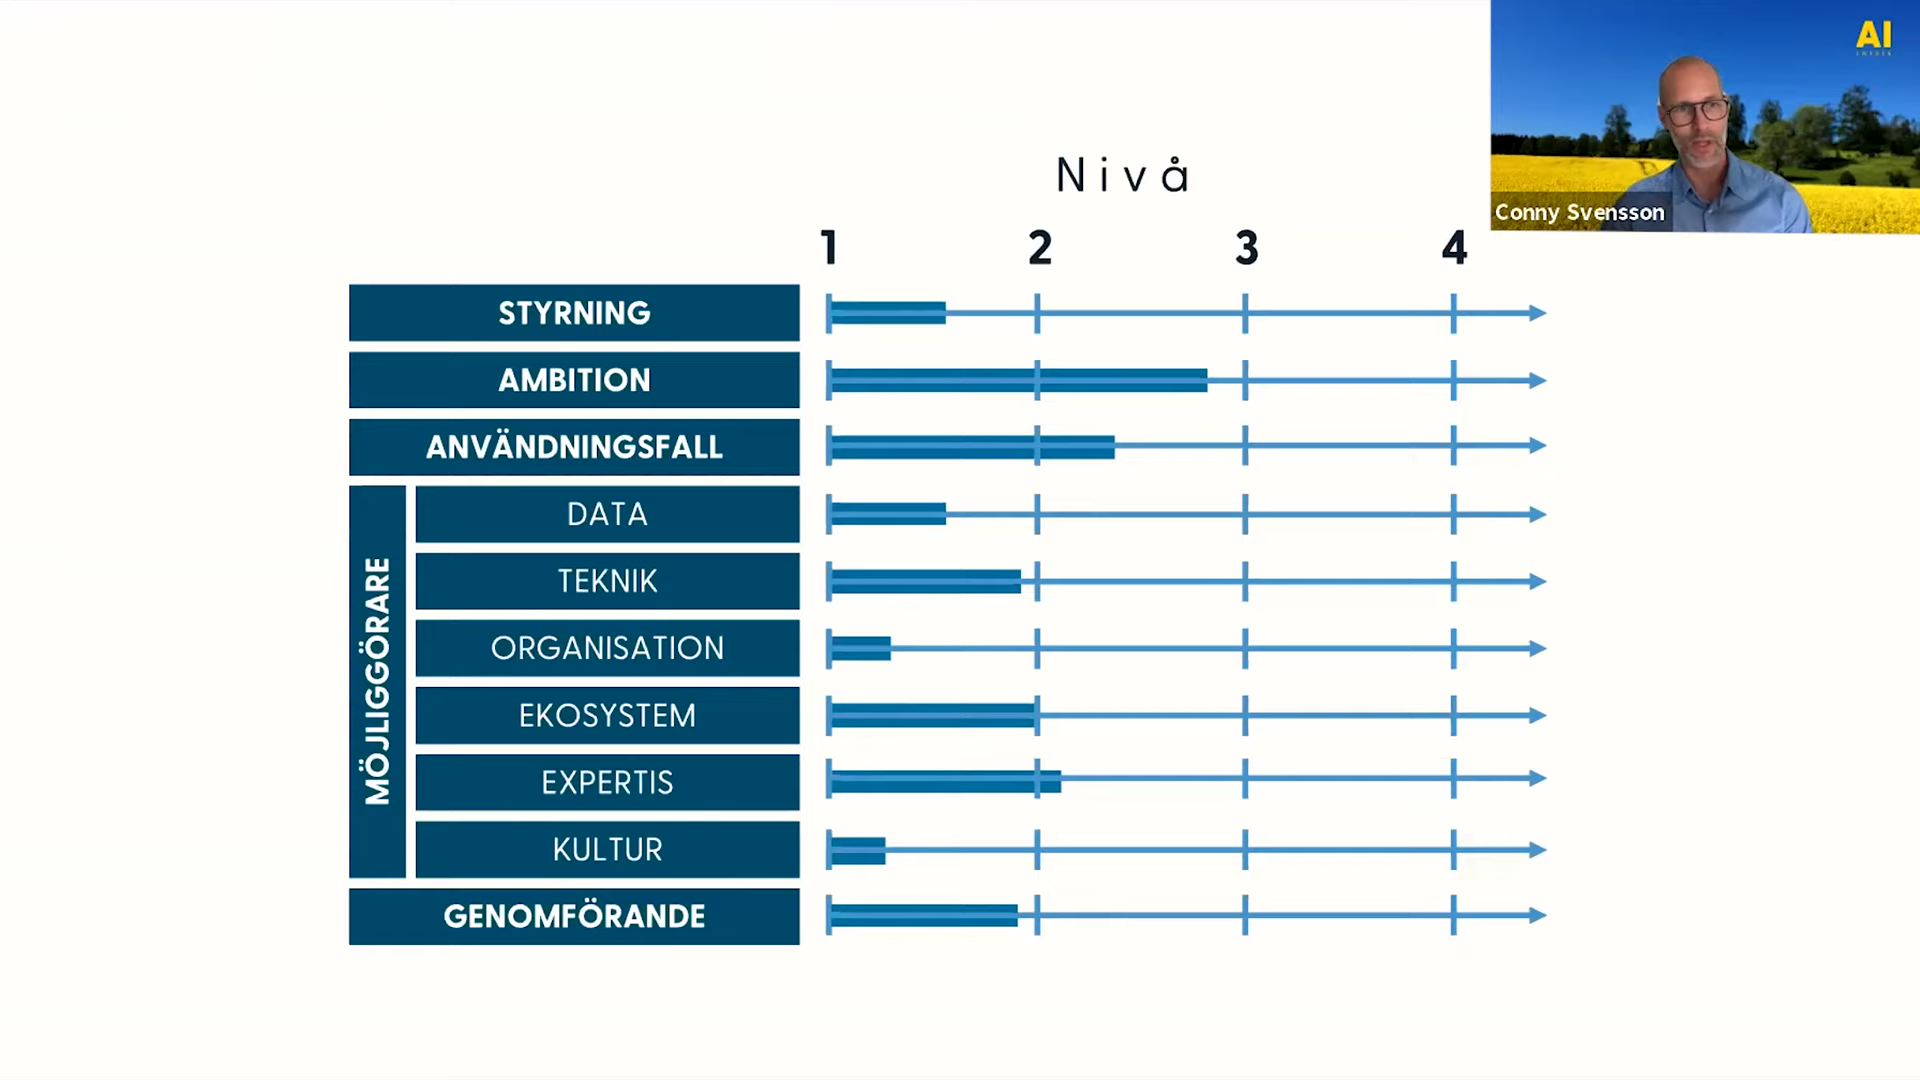 AI
Conny Svensson
Nivå
1 2 3 4
STYRNING
AMBITION
ANVÄNDNINGSFALL
MÖJLIGGÖRARE
DATA
TEKNIK
ORGANISATION
EKOSYSTEM
EXPERTIS
KULTUR
GENOMFÖRANDE